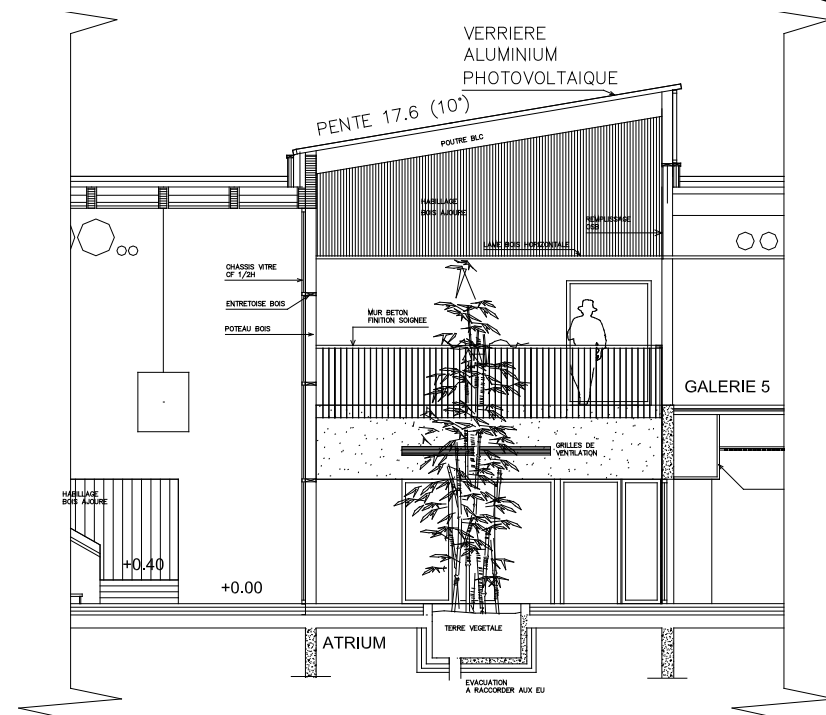 VERRIERE
ALUMINIUM
PHOTOVOLTAIQUE
PENTE 17.6 (10°)
POUTRE BLC
HABILLAGE
BOIS AJOURE
REMPLISSAGE
OSB
LAME BOIS HORIZONTALE
CHASSIS VITRE
CF 1/2H
ENTRETOISE BOIS
MUR BETON
FINITION SOIGNEE
POTEAU BOIS
GALERIE 5
GRILLES DE
VENTILATION
HABILLAGE
BOIS AJOURE
+0.40
+0.00
TERRE VEGETALE
ATRIUM
EVACUATION
A RACCORDER AUX EU